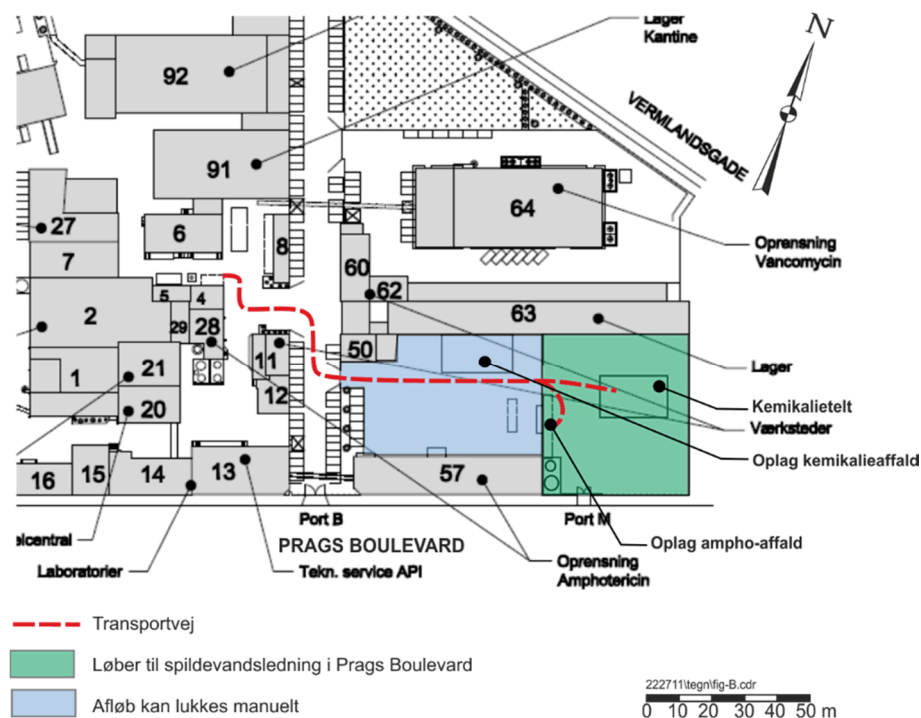 Lager
Kantine
N
92
VERMLANDSGADE
91
64
27
6
8
7
60
Oprensning
Vancomycin
62
5
4
63
2
29
28
50
11
21
Lager
1
12
Kemikalietelt
20
Værksteder
Oplag kemikalieaffald
13
57
15
14
16
Port B
Port M
elcentral
PRAGS BOULEVARD
Oplag ampho-affald
Laboratorier
Tekn. service API
Oprensning
Amphotericin
Transportvej
Løber til spildevandsledning i Prags Boulevard
222711\tegn\fig-B.cdr
Afløb kan lukkes manuelt
0 10 20 30 40 50 m